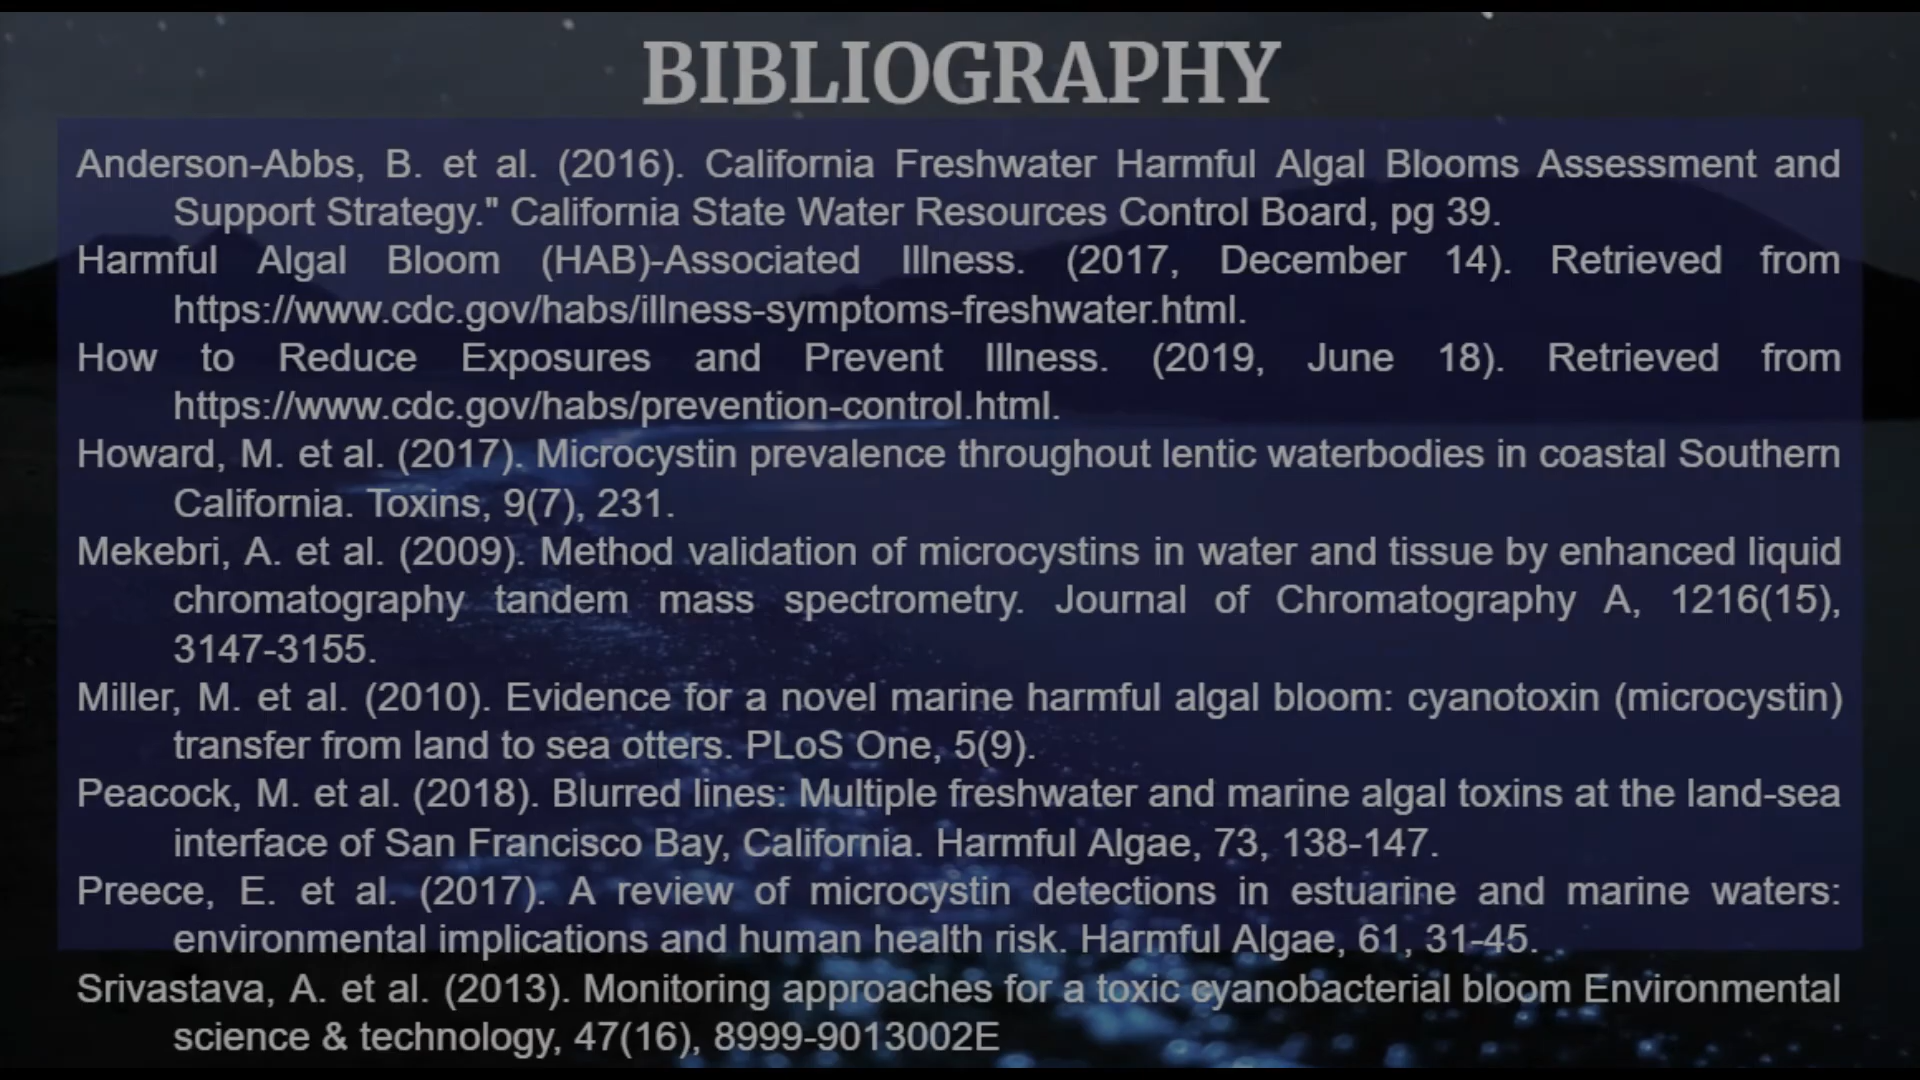 BIBLIOGRAPHY
Anderson-Abbs, B. et al. (2016). California Freshwater Harmful Algal Blooms Assessment and
Support Strategy." California State Water Resources Control Board, pg 39.
Harmful Algal Bloom (HAB)-Associated Illness. (2017, December 14). Retrieved from
https://www.cdc.gov/habs/illness-symptoms-freshwater.html.
How to Reduce Exposures and Prevent Illness. (2019, June 18). Retrieved from
https://www.cdc.gov/habs/prevention-control.html.
Howard, M. et al. (2017). Microcystin prevalence throughout lentic waterbodies in coastal Southern
California. Toxins, 9(7), 231.
Mekebri, A. et al. (2009). Method validation of microcystins in water and tissue by enhanced liquid
chromatography tandem mass spectrometry. Journal of Chromatography A, 1216(15),
3147-3155.
Miller, M. et al. (2010). Evidence for a novel marine harmful algal bloom: cyanotoxin (microcystin)
transfer from land to sea otters. PLoS One, 5(9).
Peacock, M. et al. (2018). Blurred lines: Multiple freshwater and marine algal toxins at the land-sea
interface of San Francisco Bay, California. Harmful Algae, 73, 138-147.
Preece, E. et al. (2017). A review of microcystin detections in estuarine and marine waters:
environmental implications and human health risk. Harmful Algae, 61, 31-45.
Srivastava, A. et al. (2013). Monitoring approaches for a toxic cyanobacterial bloom Environmental
science & technology, 47(16), 8999-9013002E